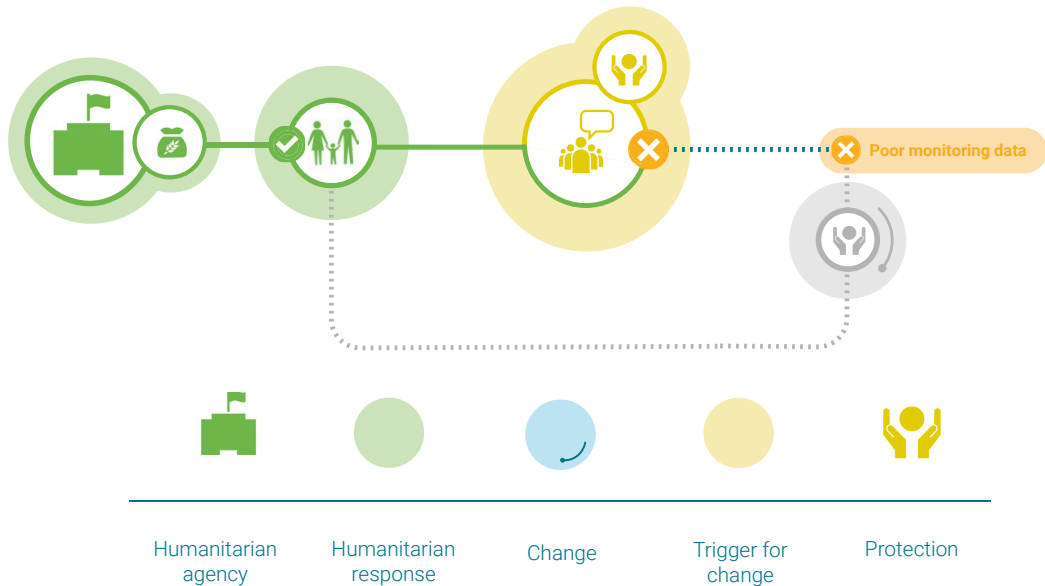 Poor monitoring data
Humanitarian
agency
Humanitarian
response
Change
Trigger for
change
Protection